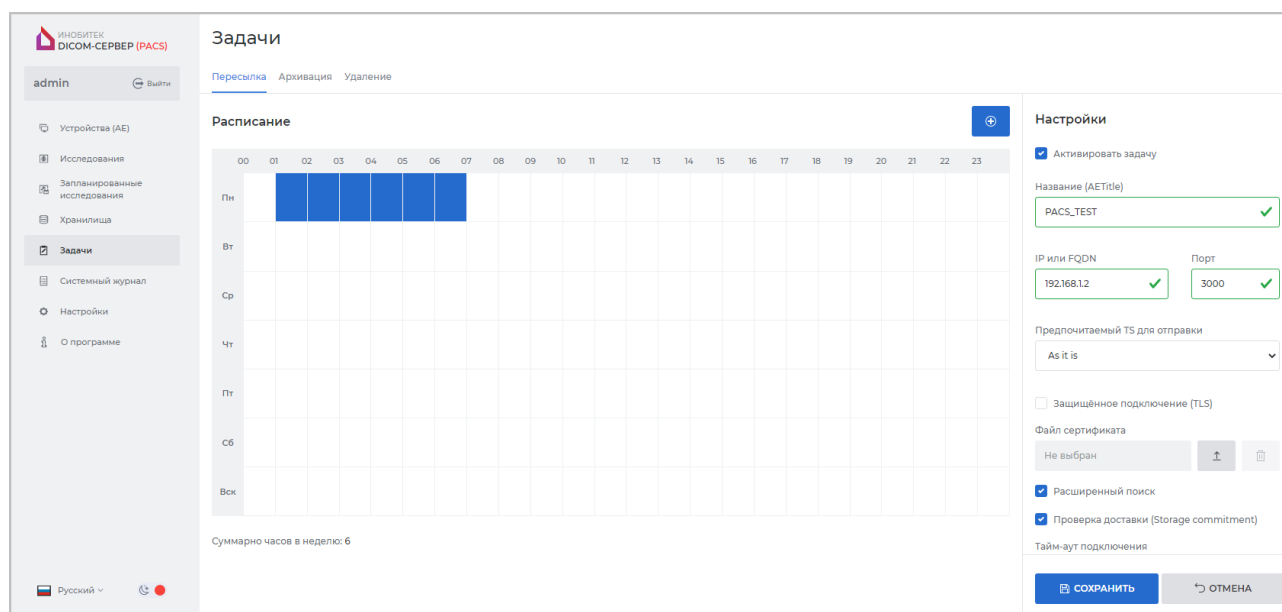 ИНОБИТЕК
DICOM-СЕРВЕР (PACS)
admin
Выйти
Устройства (AE)
Исследования
Запланированные
исследования
Хранилища
Задачи
Системный журнал
Настройки
О программе
Русский
Задачи
Пересылка Архивация Удаление
Расписание
00 01 02 03 04 05 06 07 08 09 10 11 12 13 14 15 16 17 18 19 20 21 22 23
Пн
Вт
Ср
Чт
Пт
Сб
Вск
Суммарно часов в неделю: 6
Настройки
Активировать задачу
Название (AETitle)
PACS_TEST
IP или FQDN Порт
192.168.1.2 3000
Предпочитаемый TS для отправки
As it is
Защищённое подключение (TLS)
Файл сертификата
Не выбран
Расширенный поиск
Проверка доставки (Storage commitment)
Тайм-аут подключения
СОХРАНИТЬ ОТМЕНА